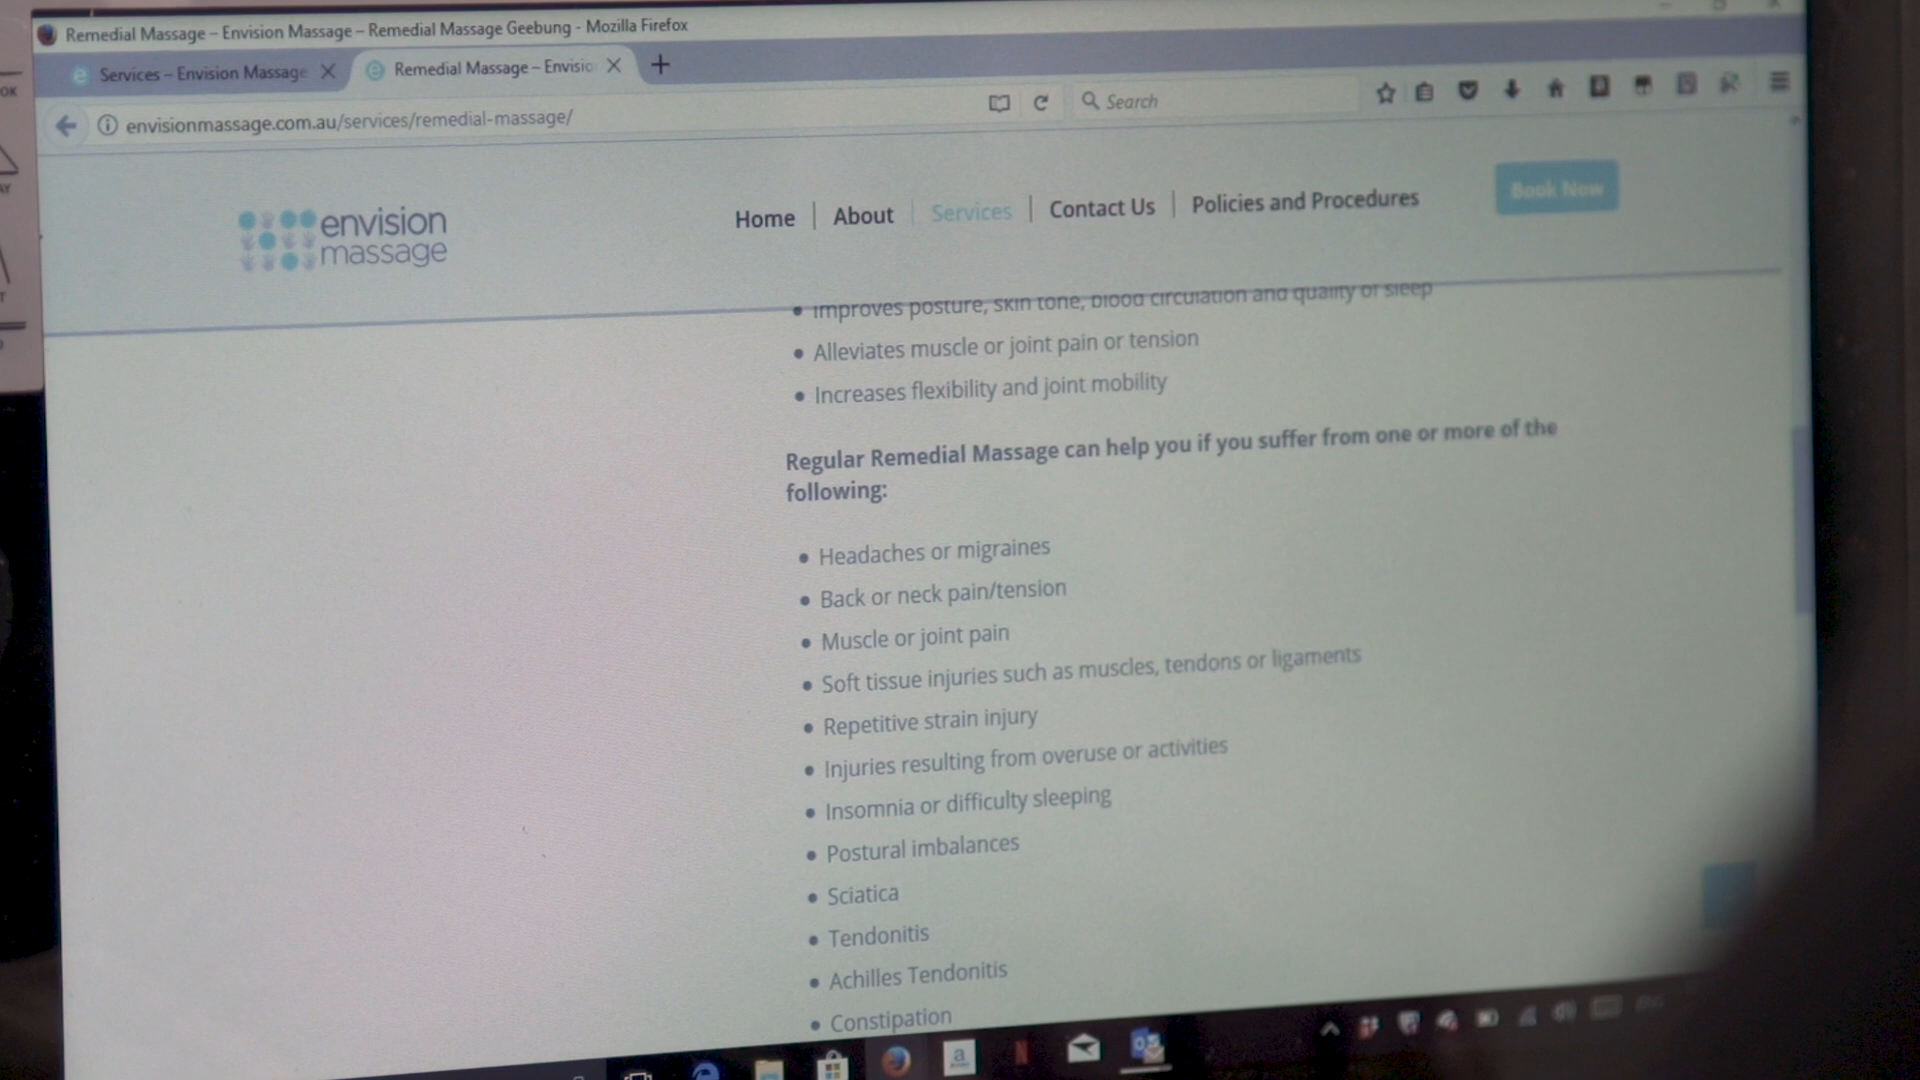 Remedial Massage – Envision Massage – Remedial Massage Geebung - Mozilla Firefox
Services – Envision Massage
Remedial Massage – Envisio
envisionmassage.com.au/services/remedial-massage/
Search
envision
massage
Home | About | Services | Contact Us | Policies and Procedures
Book Now
• Improves posture, skin tone, blood circulation and quality of sleep
• Alleviates muscle or joint pain or tension
• Increases flexibility and joint mobility
Regular Remedial Massage can help you if you suffer from one or more of the
following:
• Headaches or migraines
• Back or neck pain/tension
• Muscle or joint pain
• Soft tissue injuries such as muscles, tendons or ligaments
• Repetitive strain injury
• Injuries resulting from overuse or activities
• Insomnia or difficulty sleeping
• Postural imbalances
• Sciatica
• Tendonitis
• Achilles Tendonitis
• Constipation